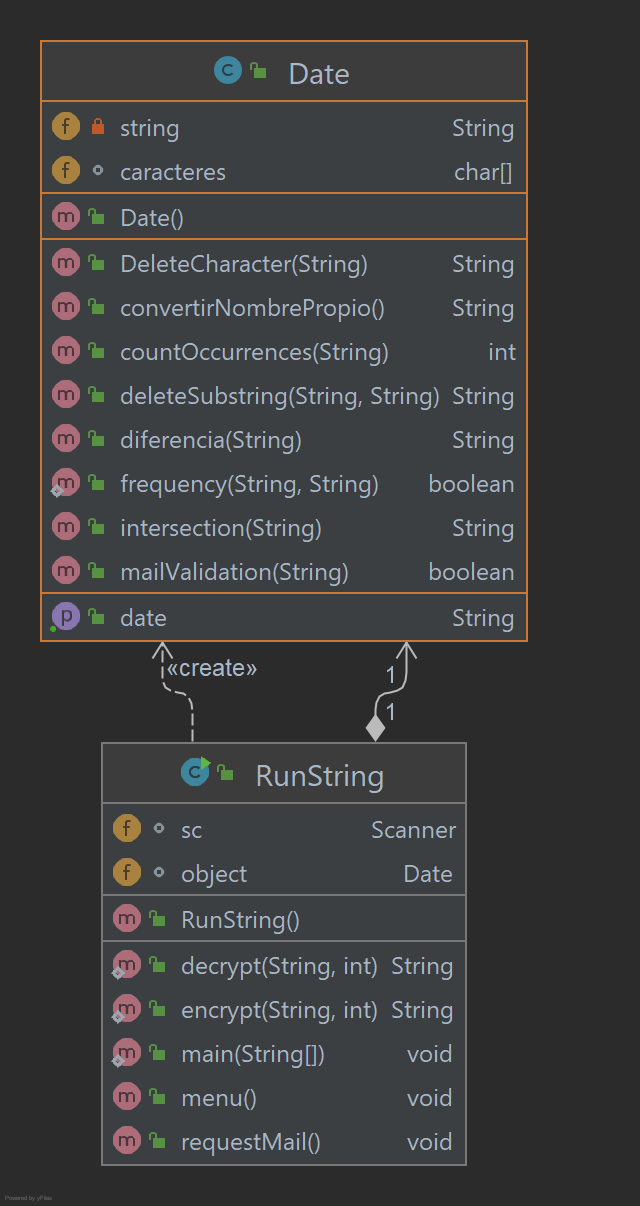 Date
string String
caracteres char[]
Date()
DeleteCharacter(String) String
convertirNombrePropio() String
countOccurrences(String) int
deleteSubstring(String, String) String
diferencia(String) String
frequency(String, String) boolean
intersection(String) String
mailValidation(String) boolean
date String
«create»
1
1
RunString
sc Scanner
object Date
RunString()
decrypt(String, int) String
encrypt(String, int) String
main(String[]) void
menu() void
requestMail() void
Powered by yFiles